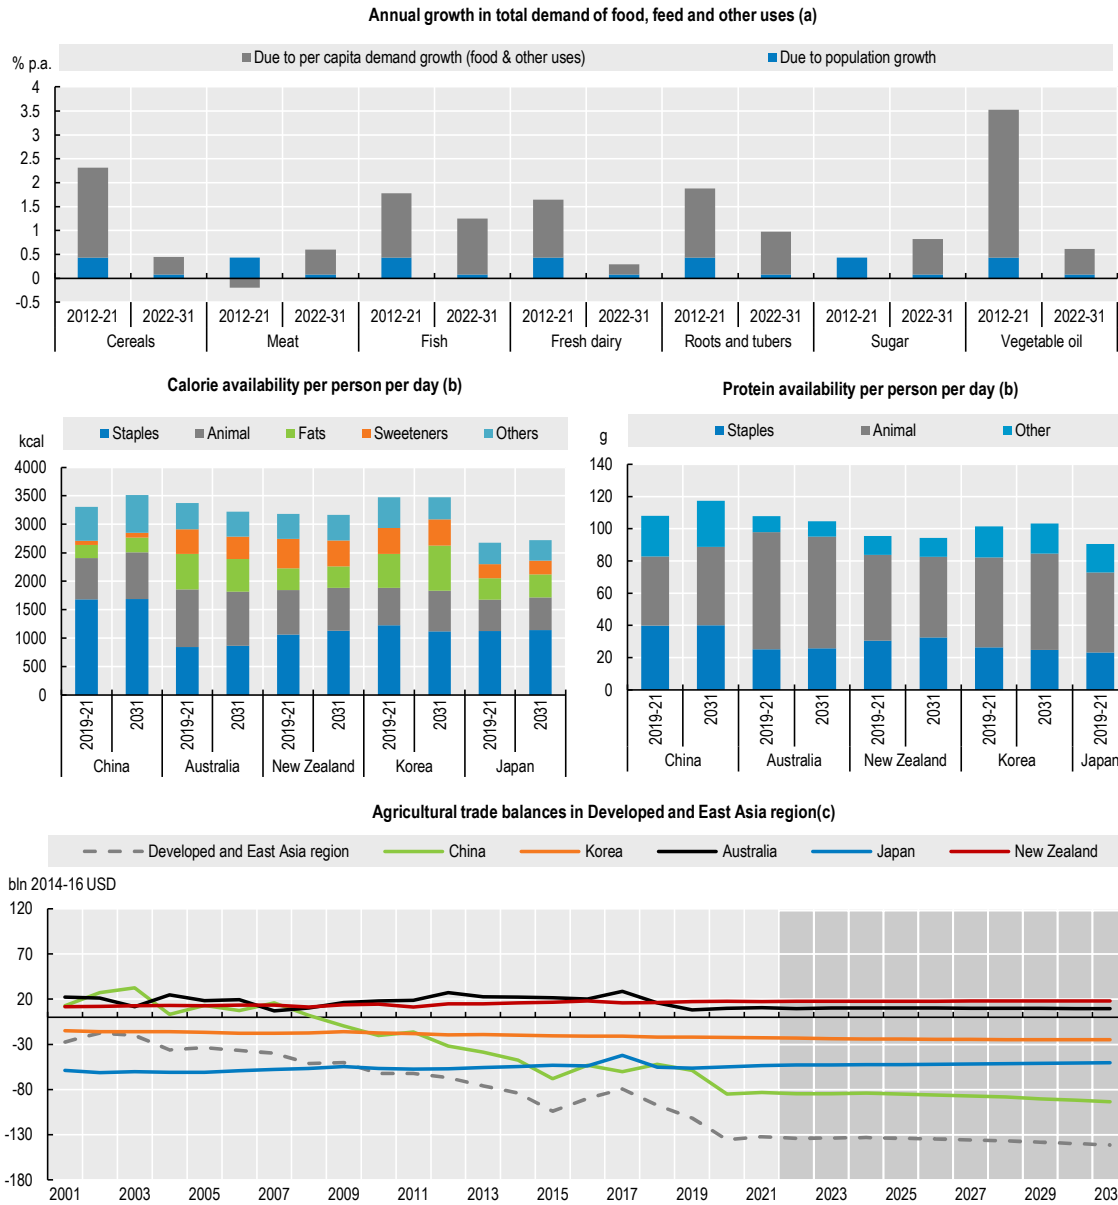 Annual growth in total demand of food, feed and other uses (a)
Due to per capita demand growth (food & other uses) Due to population growth
% p.a.
4
3.5
3
2.5
2
1.5
1
0.5
0
-0.5
2012-21 2022-31 2012-21 2022-31 2012-21 2022-31 2012-21 2022-31 2012-21 2022-31 2012-21 2022-31 2012-21 2022-31
Cereals Meat Fish Fresh dairy Roots and tubers Sugar Vegetable oil
Calorie availability per person per day (b)
Staples Animal Fats Sweeteners Others
kcal
4000
3500
3000
2500
2000
1500
1000
500
0
2019-21 2031 2019-21 2031 2019-21 2031 2019-21 2031 2019-21 2031
China Australia New Zealand Korea Japan
Protein availability per person per day (b)
Staples Animal Other
g
140
120
100
80
60
40
20
0
2019-21 2031 2019-21 2031 2019-21 2031 2019-21 2031 2019-21
China Australia New Zealand Korea Japan
Agricultural trade balances in Developed and East Asia region(c)
Developed and East Asia region China Korea Australia Japan New Zealand
bln 2014-16 USD
120
70
20
-30
-80
-130
-180
2001 2003 2005 2007 2009 2011 2013 2015 2017 2019 2021 2023 2025 2027 2029 203